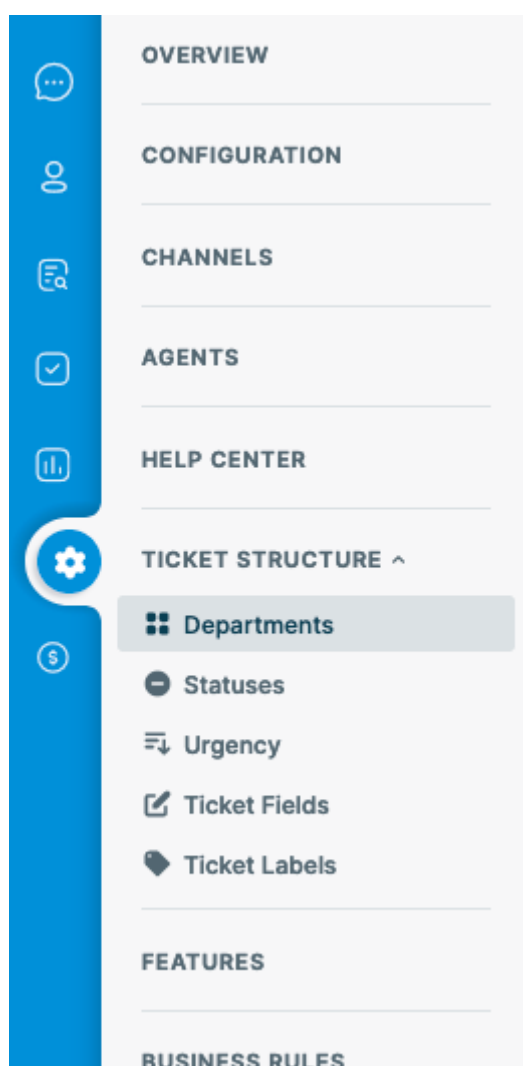 OVERVIEW
CONFIGURATION
CHANNELS
AGENTS
HELP CENTER
TICKET STRUCTURE
Departments
Statuses
Urgency
Ticket Fields
Ticket Labels
FEATURES
BUSINESS RULES